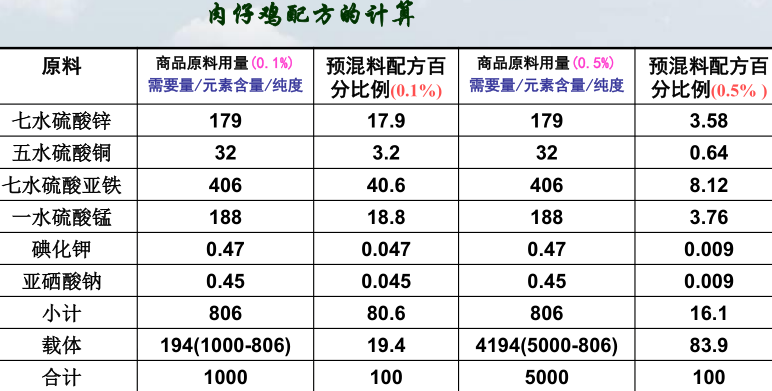 肉仔鸡配方的计算
原料 商品原料用量(0.1%) 需要量/元素含量/纯度 预混料配方百分比例(0.1%) 商品原料用量(0.5%) 需要量/元素含量/纯度 预混料配方百分比例(0.5% )
七水硫酸锌 179 17.9 179 3.58
五水硫酸铜 32 3.2 32 0.64
七水硫酸亚铁 406 40.6 406 8.12
一水硫酸锰 188 18.8 188 3.76
碘化钾 0.47 0.047 0.47 0.009
亚硒酸钠 0.45 0.045 0.45 0.009
小计 806 80.6 806 16.1
载体 194(1000-806) 19.4 4194(5000-806) 83.9
合计 1000 100 5000 100